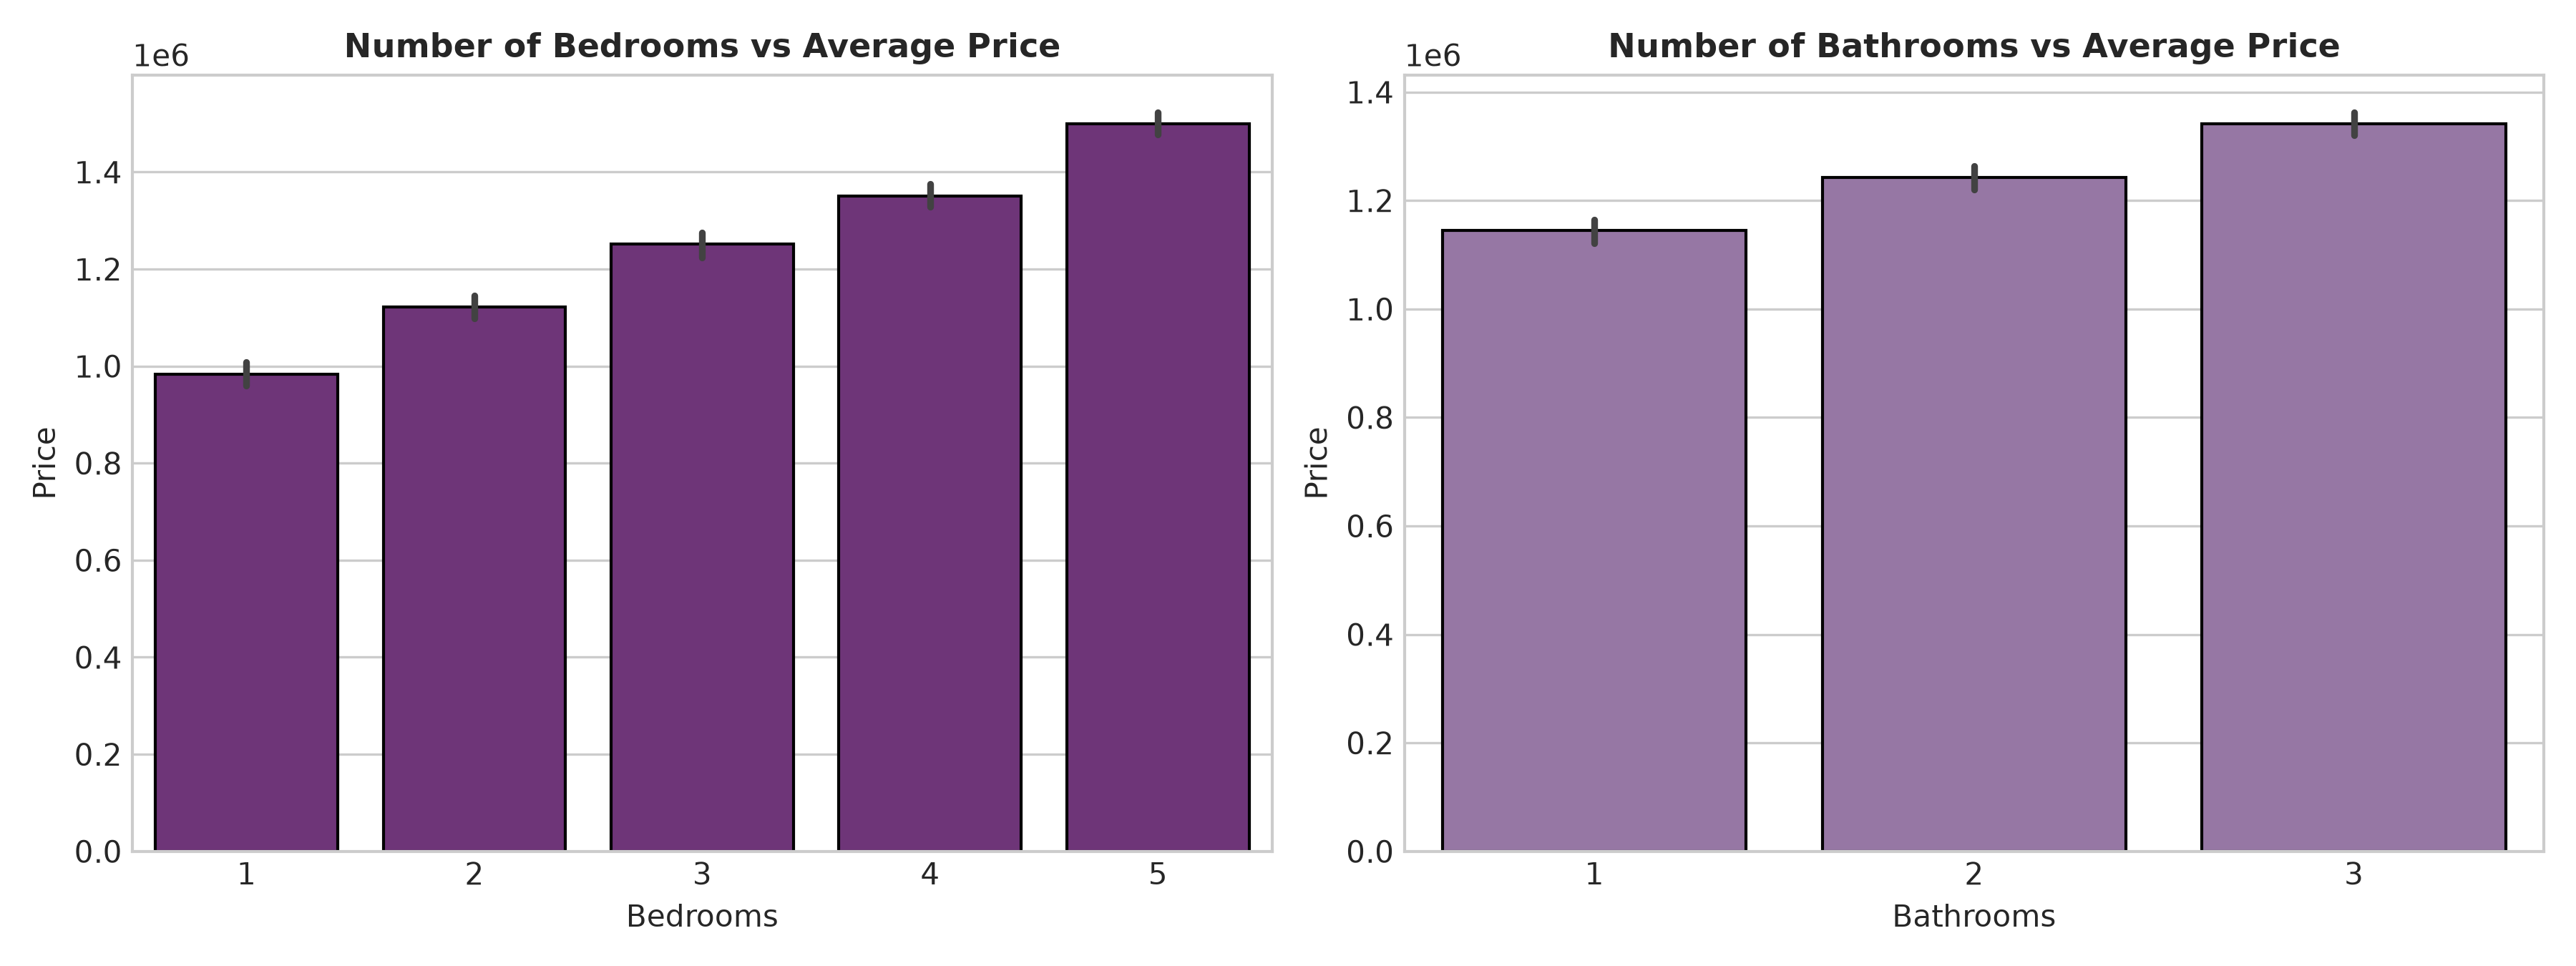 Number of Bedrooms vs Average Price
1e6
1.4
1.2
1.0
0.8
0.6
0.4
0.2
0.0
Price
1 2 3 4 5
Bedrooms
Number of Bathrooms vs Average Price
1e6
1.4
1.2
1.0
0.8
0.6
0.4
0.2
0.0
Price
1 2 3
Bathrooms